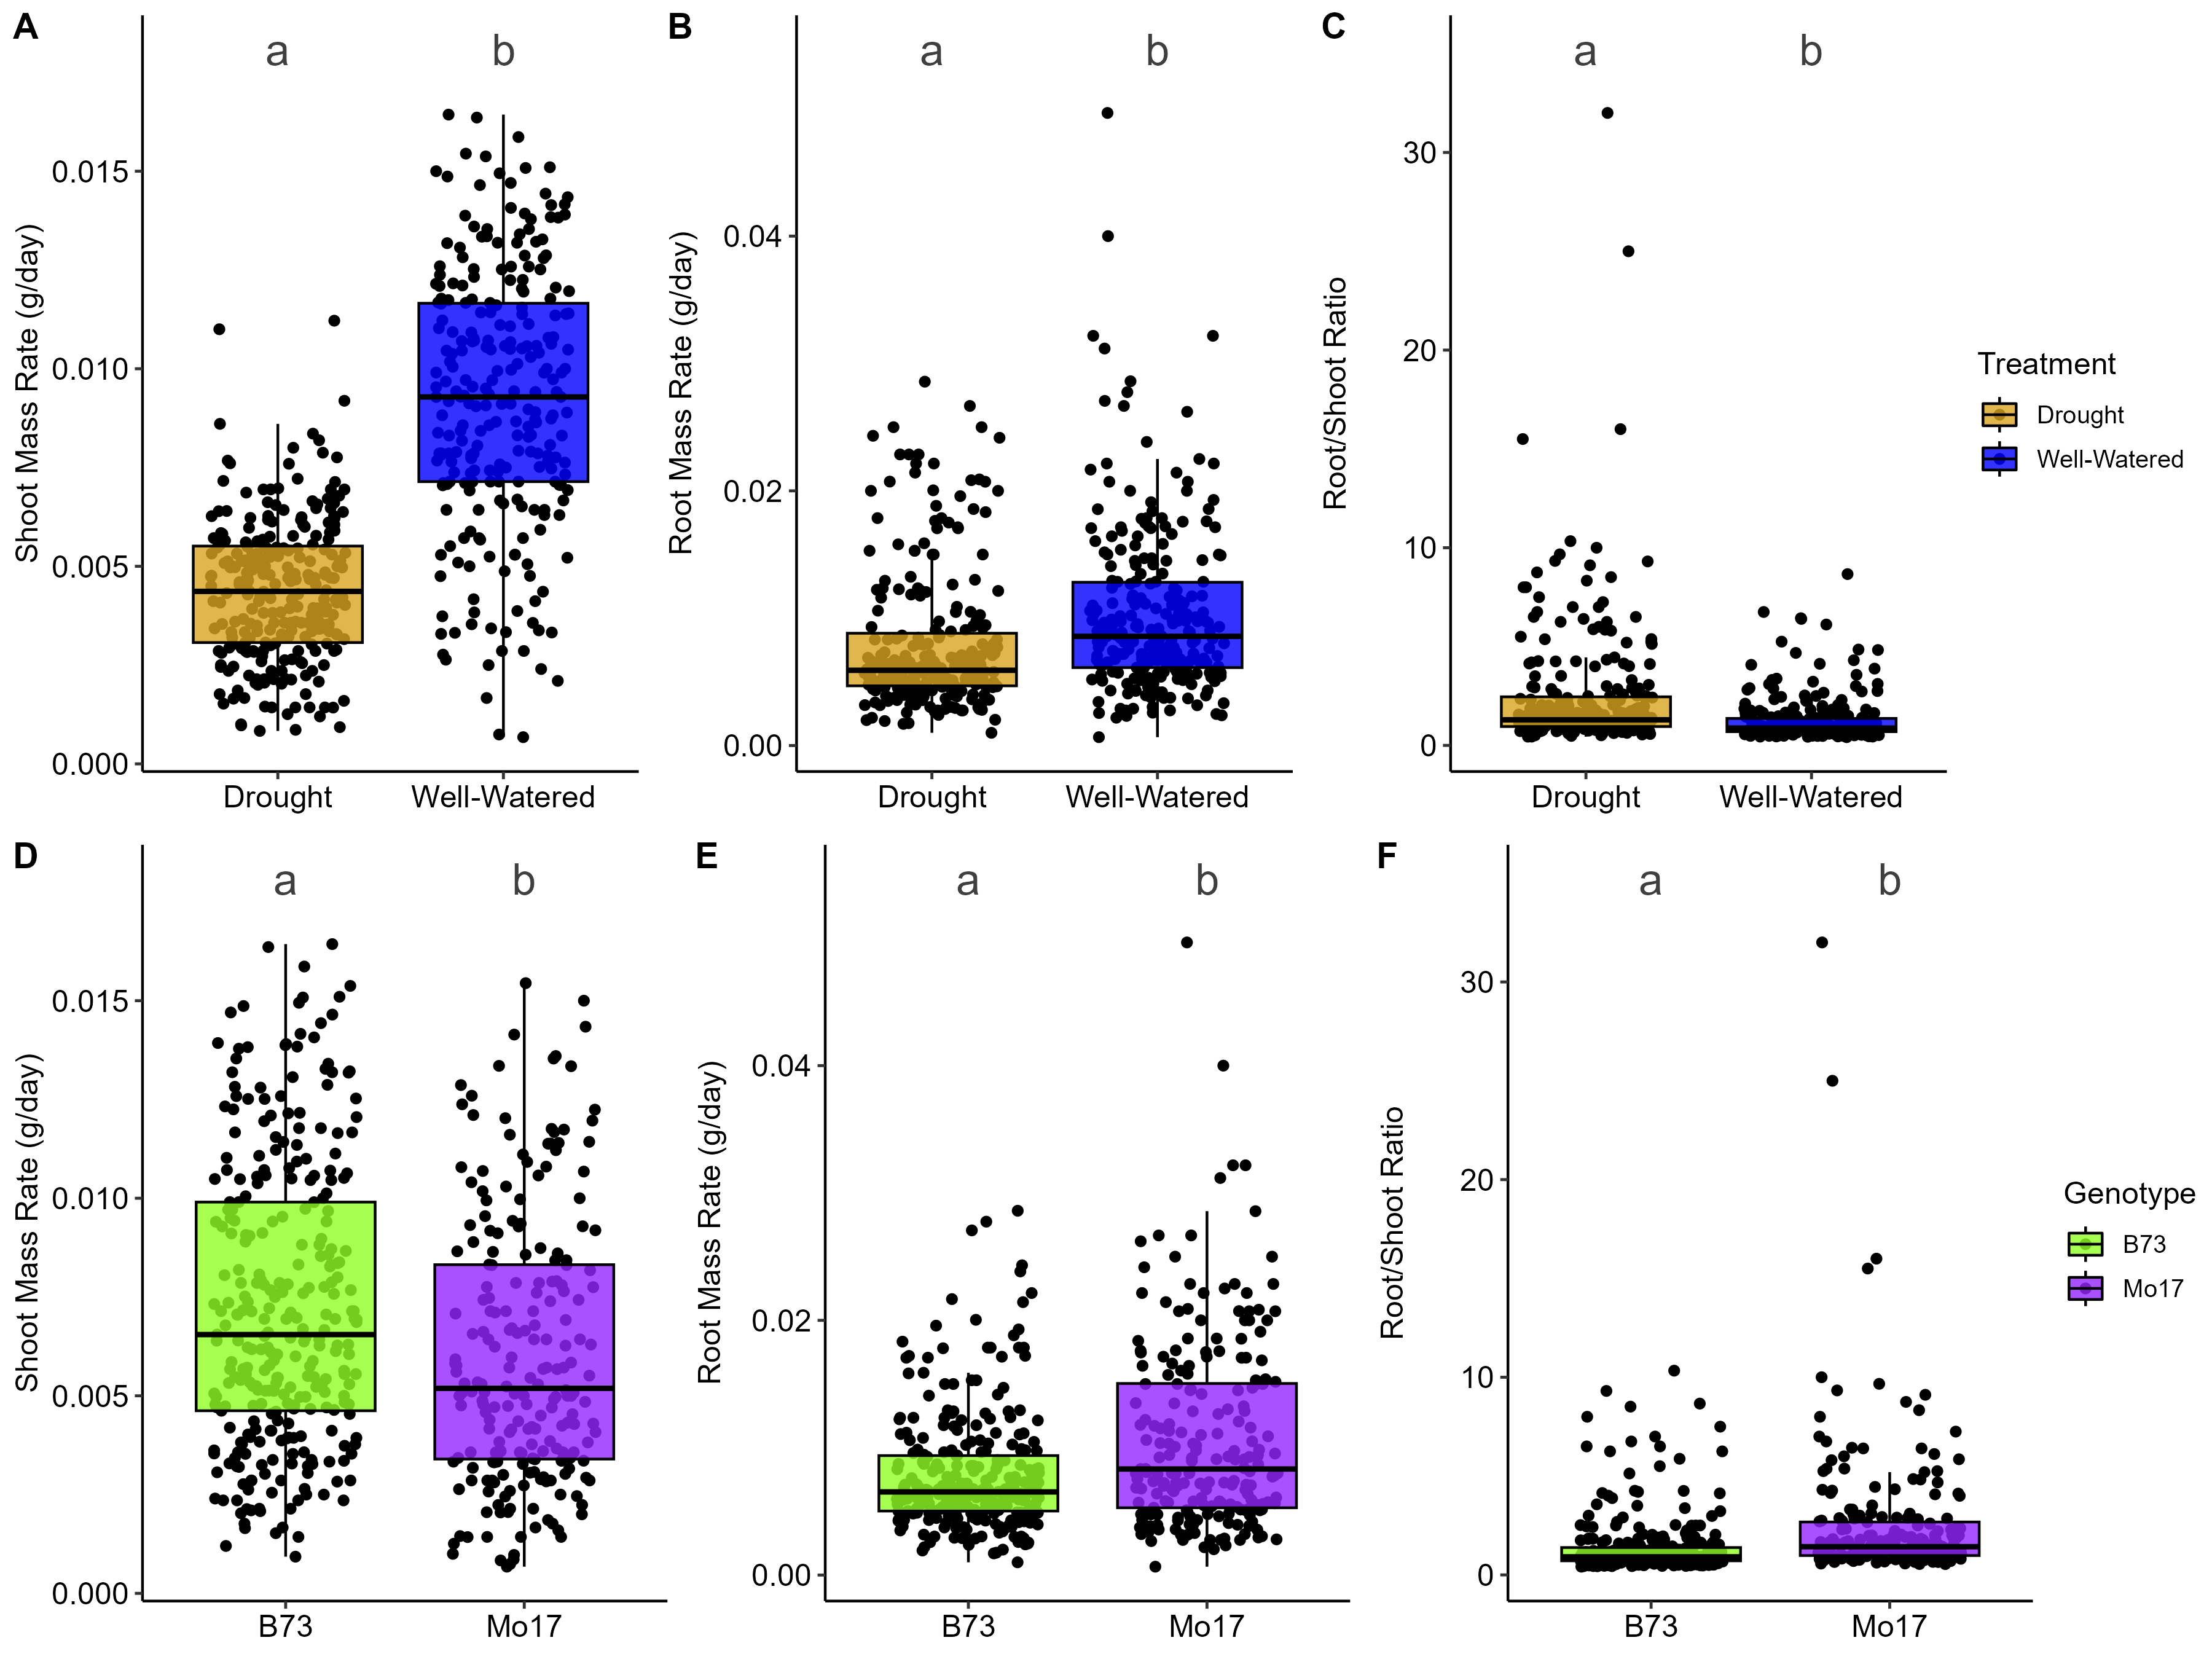 A
a
b
Shoot Mass Rate (g/day)
0.015
0.010
0.005
0.000
Drought
Well-Watered
B
a
b
Root Mass Rate (g/day)
0.04
0.02
0.00
Drought
Well-Watered
C
a
b
Root/Shoot Ratio
30
20
10
0
Drought
Well-Watered
Treatment
Drought
Well-Watered
D
a
b
Shoot Mass Rate (g/day)
0.015
0.010
0.005
0.000
B73
Mo17
E
a
b
Root Mass Rate (g/day)
0.04
0.02
0.00
B73
Mo17
F
a
b
Root/Shoot Ratio
30
20
10
0
B73
Mo17
Genotype
B73
Mo17